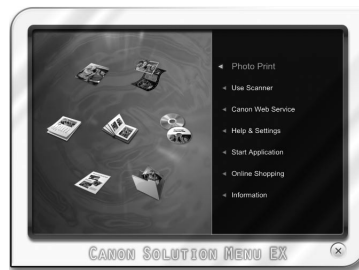 Photo Print
Use Scanner
Canon Web Service
Help & Settings
Start Application
Online Shopping
Information
CANON SOLUTION MENU EX